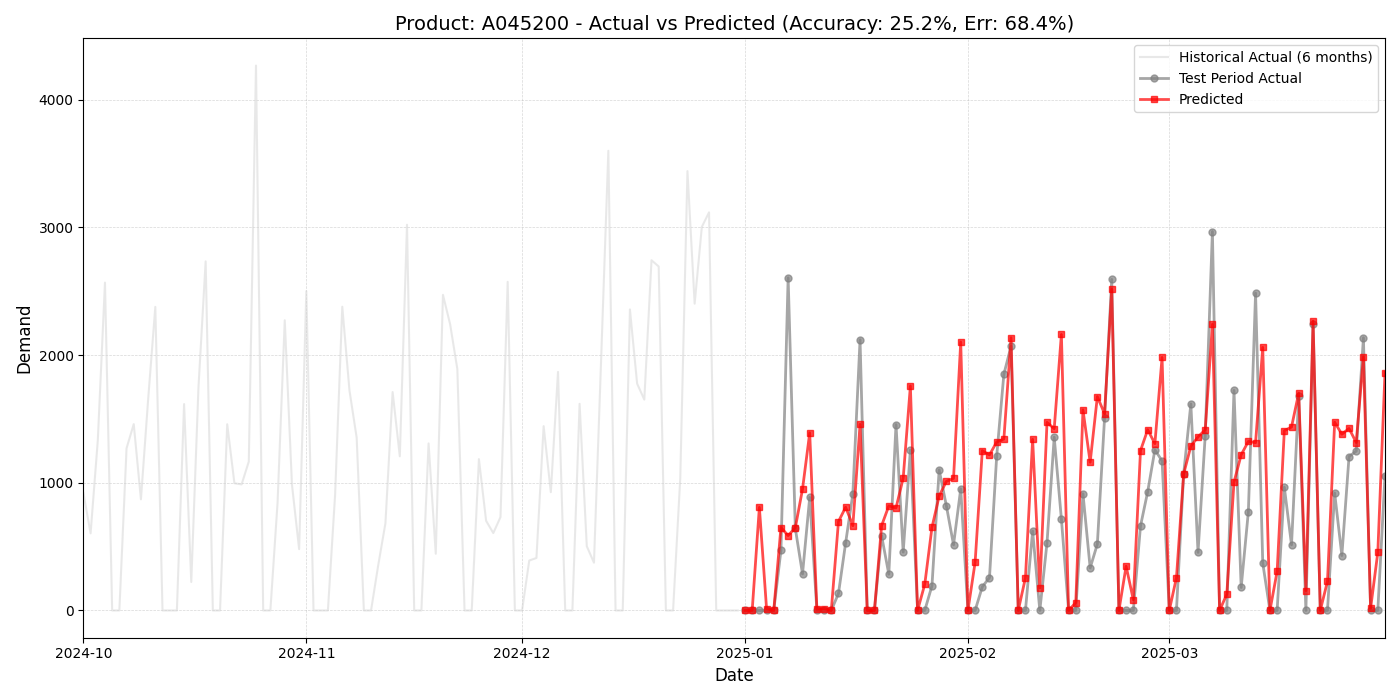 Product: A045200 - Actual vs Predicted (Accuracy: 25.2%, Err: 68.4%)
Historical Actual (6 months)
Test Period Actual
Predicted
Demand
4000
3000
2000
1000
0
2024-10
2024-11
2024-12
2025-01
2025-02
2025-03
Date